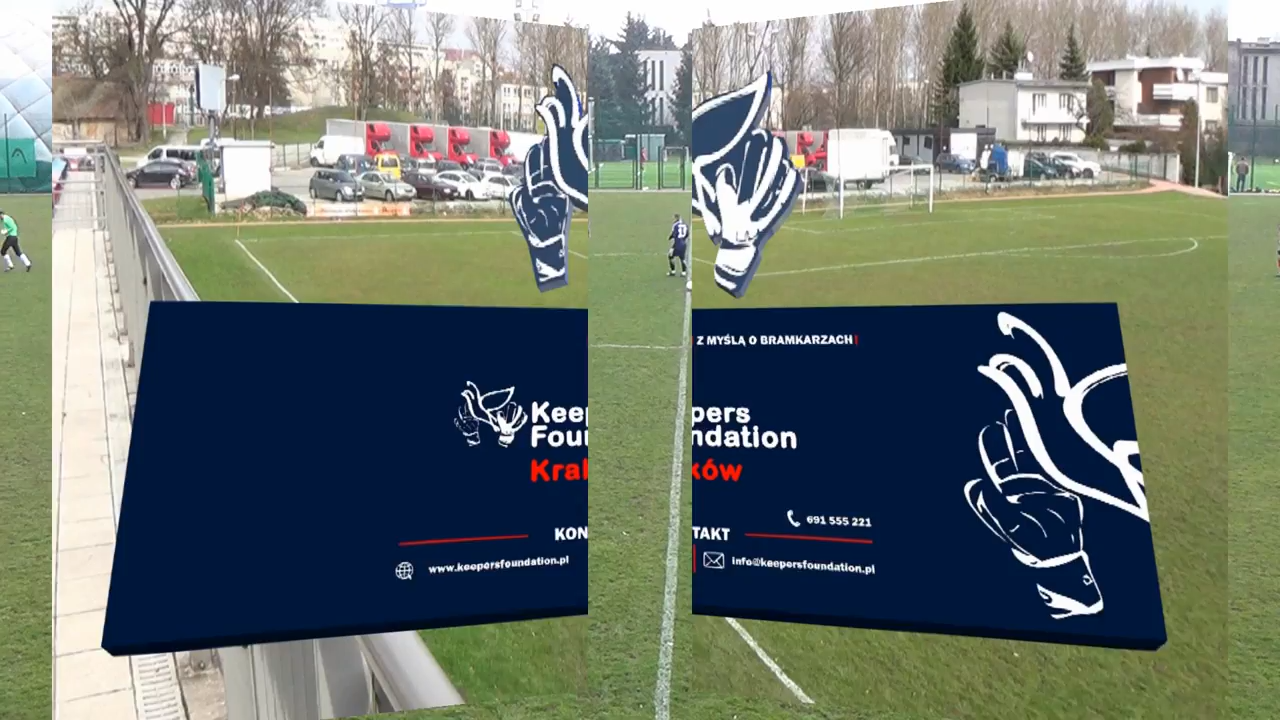 Z MYŚLĄ O BRAMKARZACH!
Keepers
Foundation
Kraków
691 555 221
KONTAKT
www.keepersfoundation.pl
info@keepersfoundation.pl